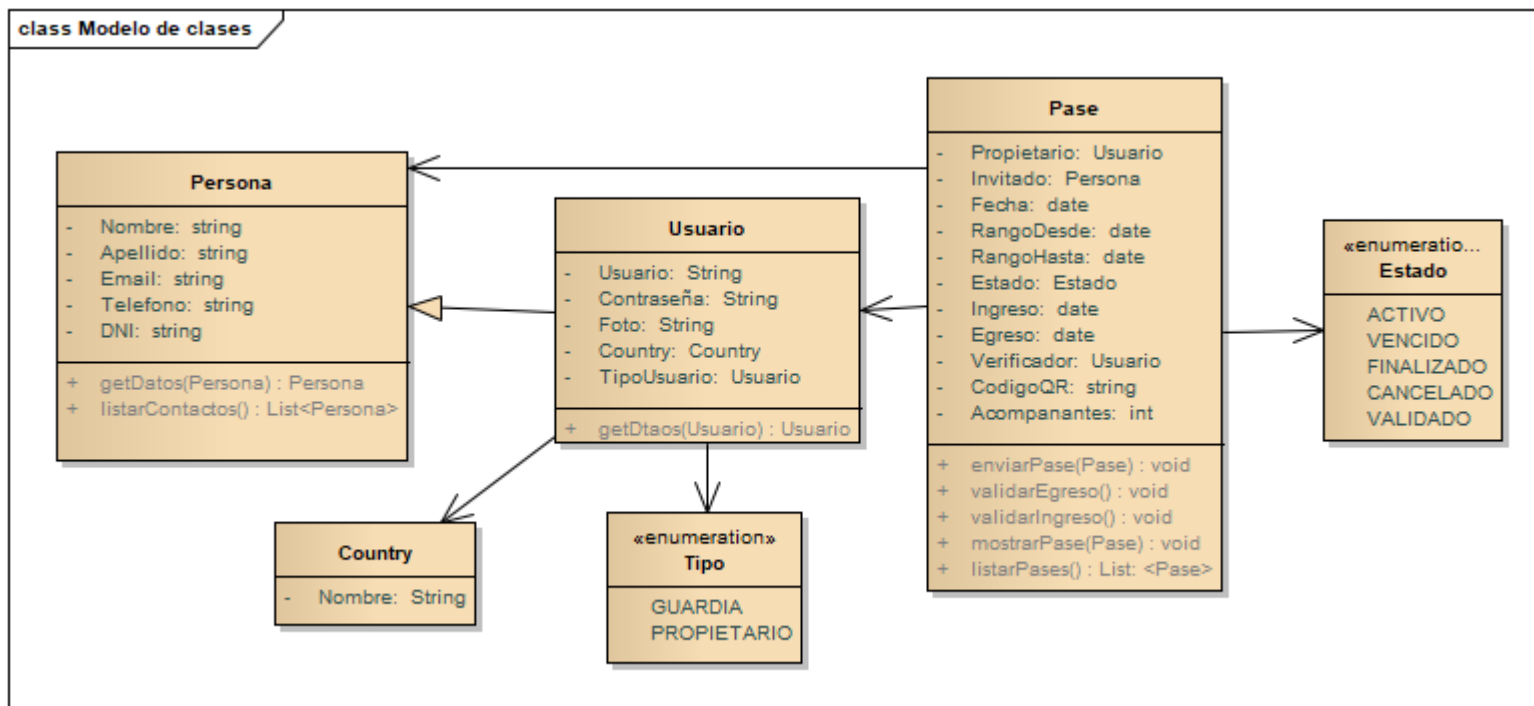 class Modelo de clases
Persona
- Nombre: string
- Apellido: string
- Email: string
- Telefono: string
- DNI: string
+ getDatos(Persona) : Persona
+ listarContactos() : List<Persona>
Usuario
- Usuario: String
- Contraseña: String
- Foto: String
- Country: Country
- TipoUsuario: Usuario
+ getDtaos(Usuario) : Usuario
Pase
- Propietario: Usuario
- Invitado: Persona
- Fecha: date
- RangoDesde: date
- RangoHasta: date
- Estado: Estado
- Ingreso: date
- Egreso: date
- Verificador: Usuario
- CodigoQR: string
- Acompanantes: int
+ enviarPase(Pase) : void
+ validarEgreso() : void
+ validarIngreso() : void
+ mostrarPase(Pase) : void
+ listarPases() : List: <Pase>
«enumeratio...
Estado
ACTIVO
VENCIDO
FINALIZADO
CANCELADO
VALIDADO
Country
- Nombre: String
«enumeration»
Tipo
GUARDIA
PROPIETARIO